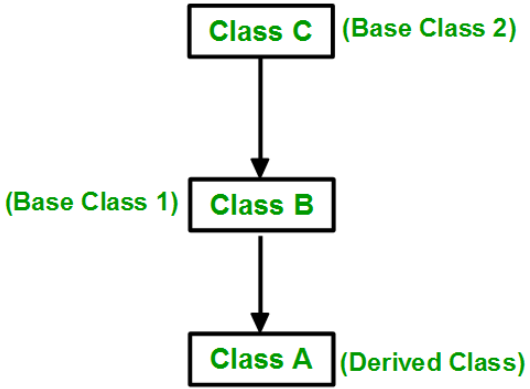 Class C (Base Class 2)
(Base Class 1) Class B
Class A (Derived Class)